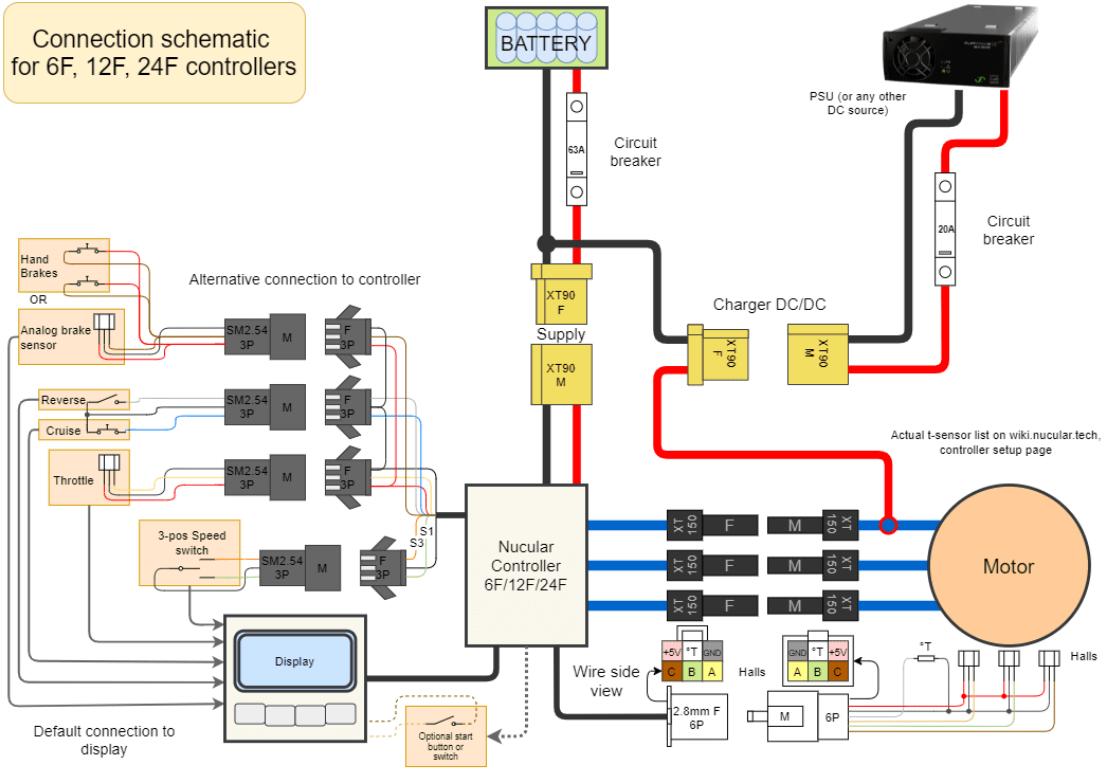 Connection schematic
for 6F, 12F, 24F controllers
BATTERY
63A
Circuit
breaker
PSU (or any other
DC source)
20A
Circuit
breaker
XT90
F
Supply
XT90
M
Charger DC/DC
XT90
F
XT90
M
Hand
Brakes
OR
Analog brake
sensor
Alternative connection to controller
SM2.54
3P
M
F
3P
Reverse
Cruise
SM2.54
3P
M
F
3P
Throttle
SM2.54
3P
M
F
3P
3-pos Speed
switch
SM2.54
3P
M
F
3P
S1
S3
Actual t-sensor list on wiki.nucular.tech,
controller setup page
Nucular
Controller
6F/12F/24F
XT
150
F
M
XT
150
XT
150
F
M
XT
150
XT
150
F
M
XT
150
Motor
Display
Default connection to
display
Optional start
button or
switch
Wire side
view
+5V °T GND
C B A
Halls
2.8mm F
6P
GND °T +5V
A B C
M
6P
°T
Halls